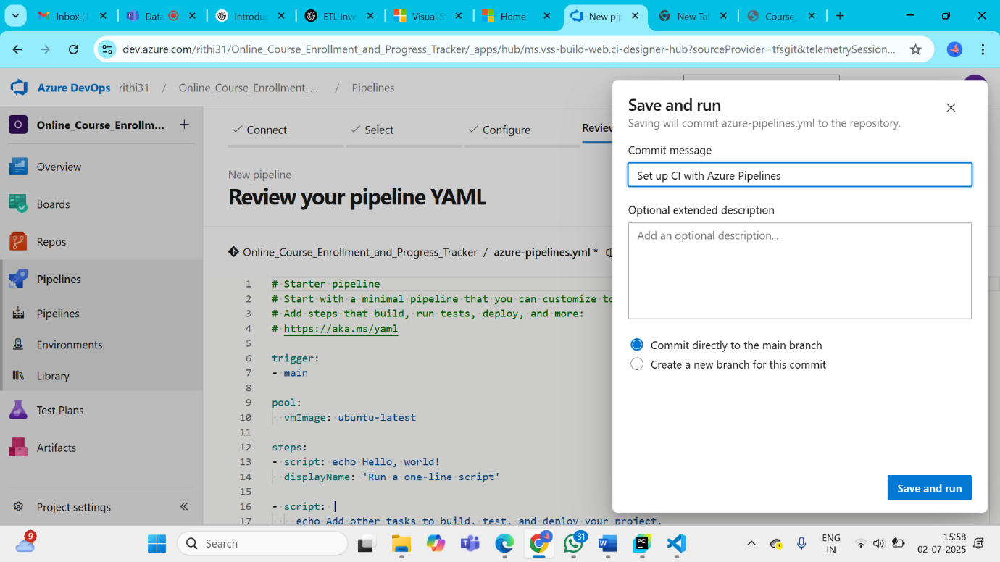 Inbox (1
Data
Introduc
ETL Inve
Visual S
Home -
New pip
New Tab
Course_
dev.azure.com/rithi31/Online_Course_Enrollment_and_Progress_Tracker/_apps/hub/ms.vss-build-web.ci-designer-hub?sourceProvider=tfsgit&telemetrySession...
Azure DevOps rithi31 / Online_Course_Enrollment_... / Pipelines
O Online_Course_Enrollm...
Overview
Boards
Repos
Pipelines
Pipelines
Environments
Library
Test Plans
Artifacts
Project settings
Connect
Select
Configure
Review
New pipeline
Review your pipeline YAML
Online_Course_Enrollment_and_Progress_Tracker / azure-pipelines.yml *
1 # Starter pipeline
2 # Start with a minimal pipeline that you can customize to
3 # Add steps that build, run tests, deploy, and more:
4 # https://aka.ms/yaml
5
6 trigger:
7 - main
8
9 pool:
10 vmImage: ubuntu-latest
11
12 steps:
13 - script: echo Hello, world!
14 displayName: 'Run a one-line script'
15
16 - script: |
17 echo Add other tasks to build, test, and deploy your project.
Save and run
Saving will commit azure-pipelines.yml to the repository.
Commit message
Set up CI with Azure Pipelines
Optional extended description
Add an optional description...
Commit directly to the main branch
Create a new branch for this commit
Save and run
9
Search
31
PC
ENG
IN
15:58
02-07-2025